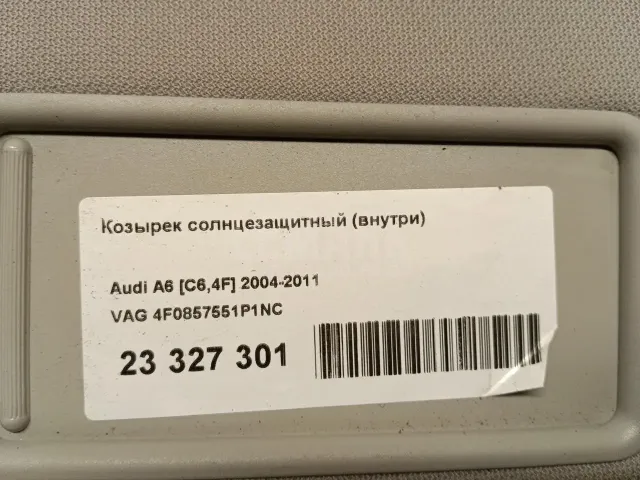 Козырек солнцезащитный (внутри)
Audi A6 [C6,4F] 2004-2011
VAG 4F0857551P1NC
23 327 301